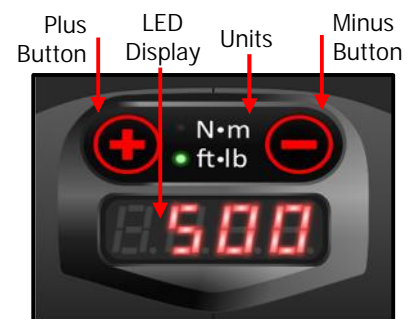 Plus Button
LED Display
Units
Minus Button
N•m
ft•lb
500